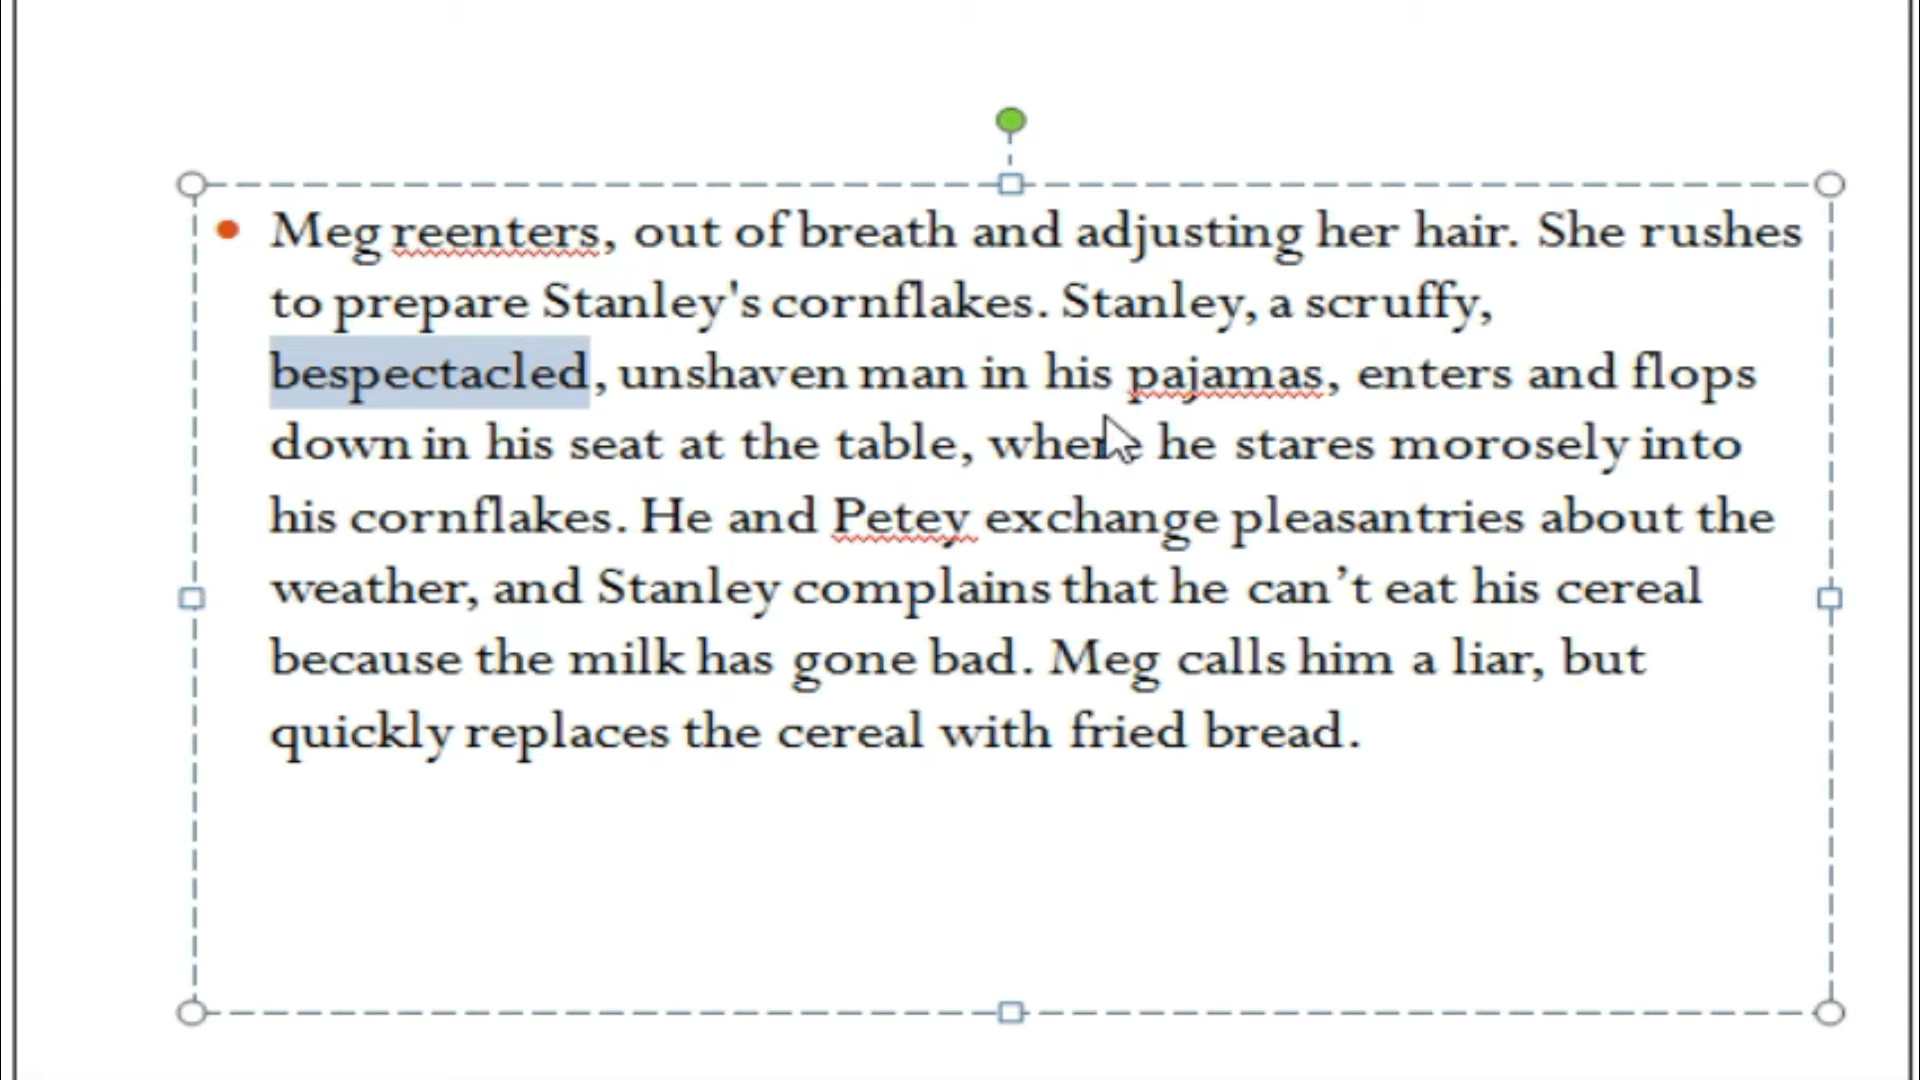 • Meg reenters, out of breath and adjusting her hair. She rushes
to prepare Stanley's cornflakes. Stanley, a scruffy,
bespectacled, unshaven man in his pajamas, enters and flops
down in his seat at the table, where he stares morosely into
his cornflakes. He and Petey exchange pleasantries about the
weather, and Stanley complains that he can’t eat his cereal
because the milk has gone bad. Meg calls him a liar, but
quickly replaces the cereal with fried bread.